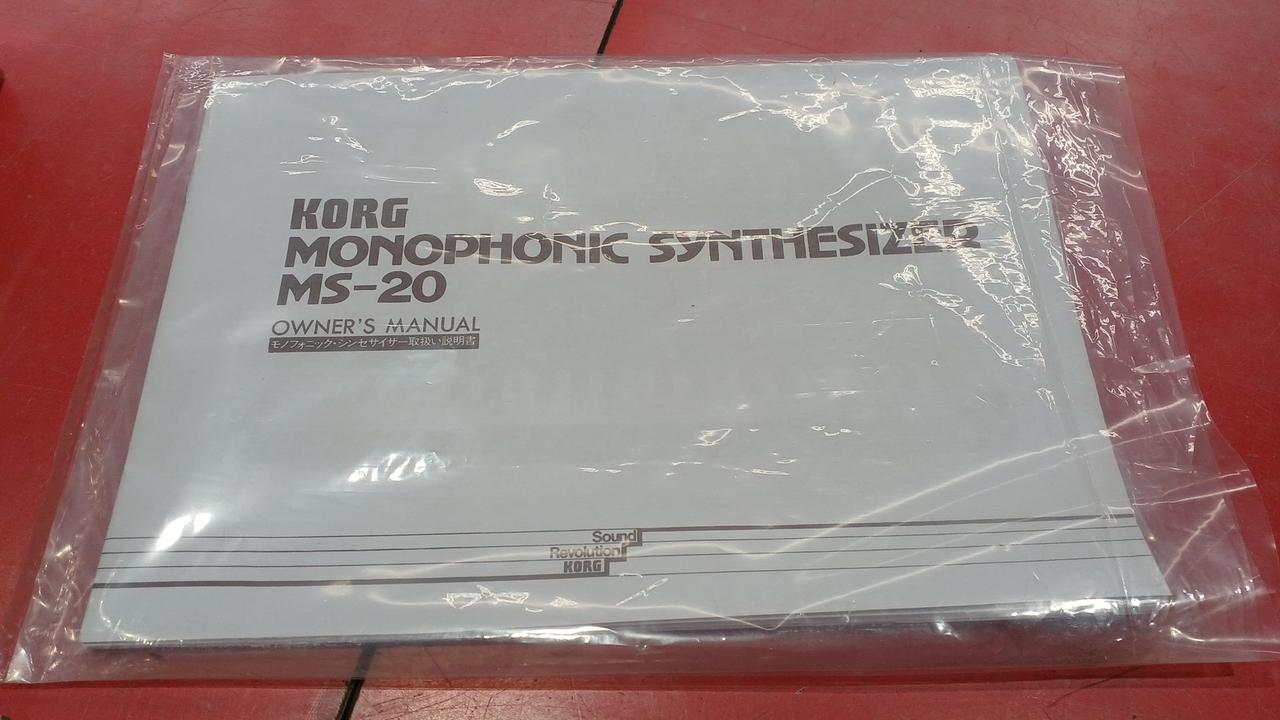 KORG
MONOPHONIC SYNTHESIZER
MS-20
OWNER'S MANUAL
モノフォニック・シンセサイザー取扱い説明書
Sound
Revolution
KORG